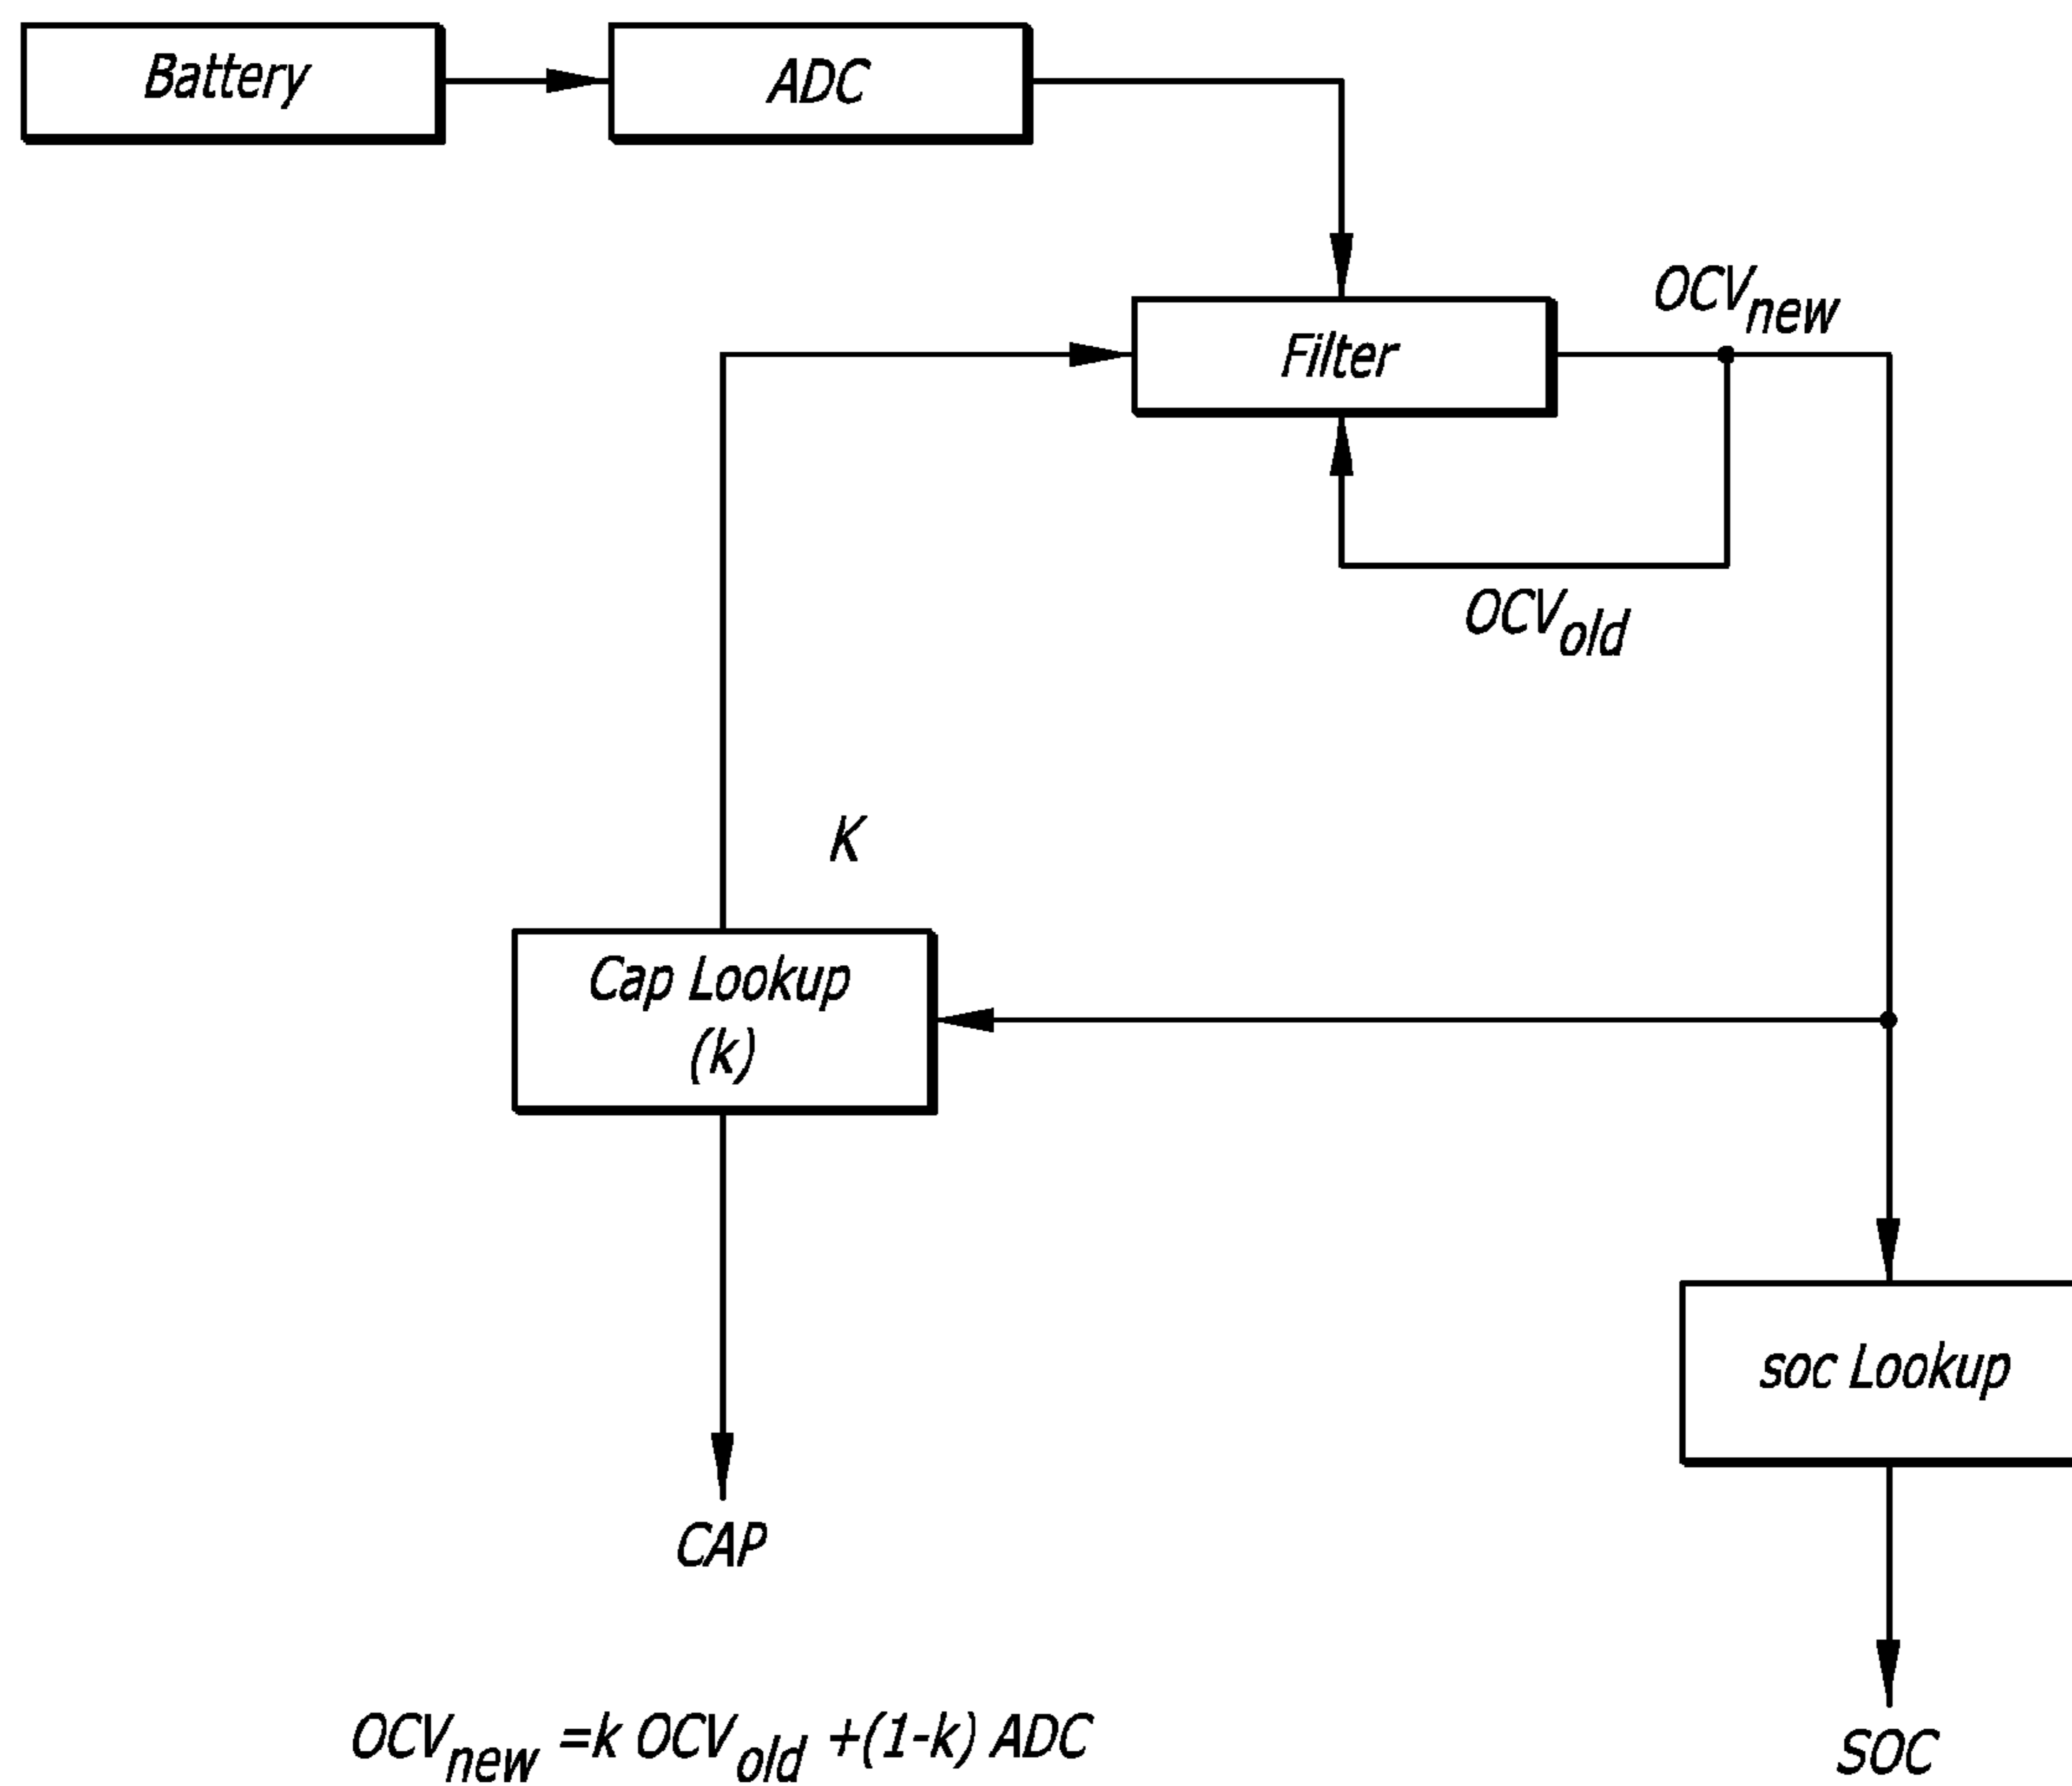 Battery
ADC
Filter
OCVnew
OCVold
K
Cap Lookup
(k)
soc Lookup
CAP
OCVnew =k OCVold +(1-k) ADC
SOC